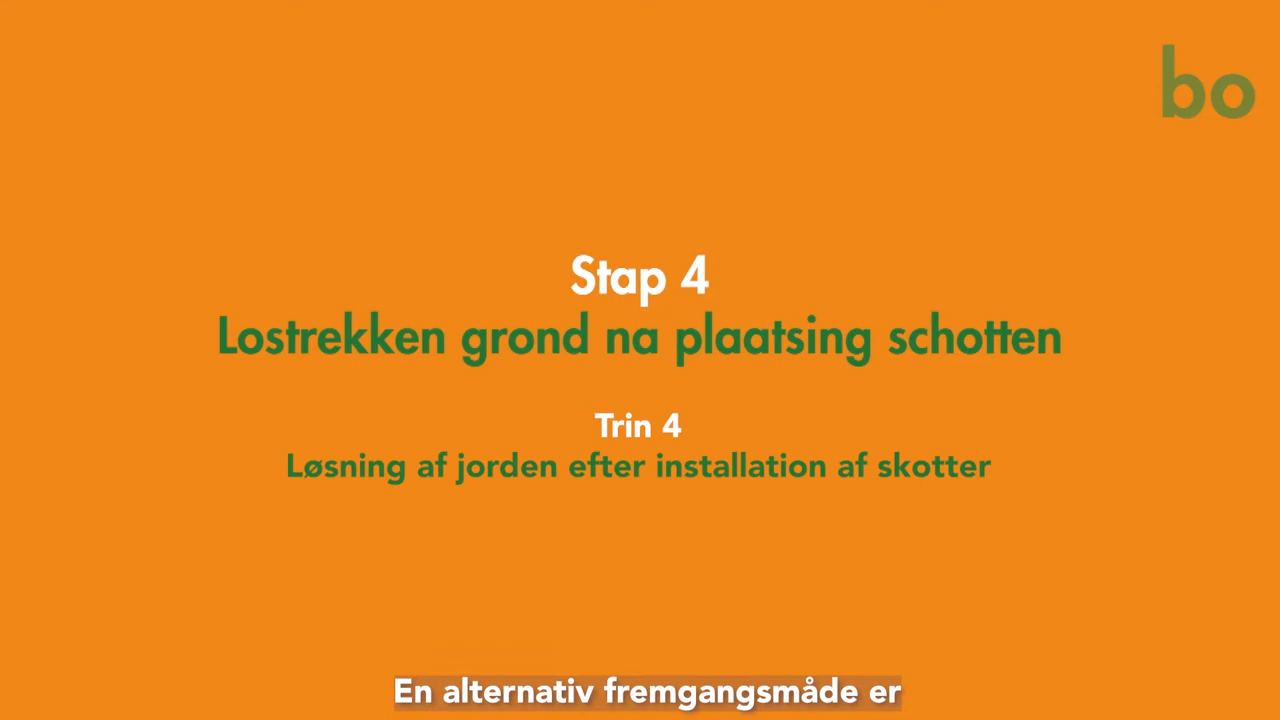 bo
Stap 4
Lostrekken grond na plaatsing schotten
Trin 4
Løsning af jorden efter installation af skotter
En alternativ fremgangsmåde er